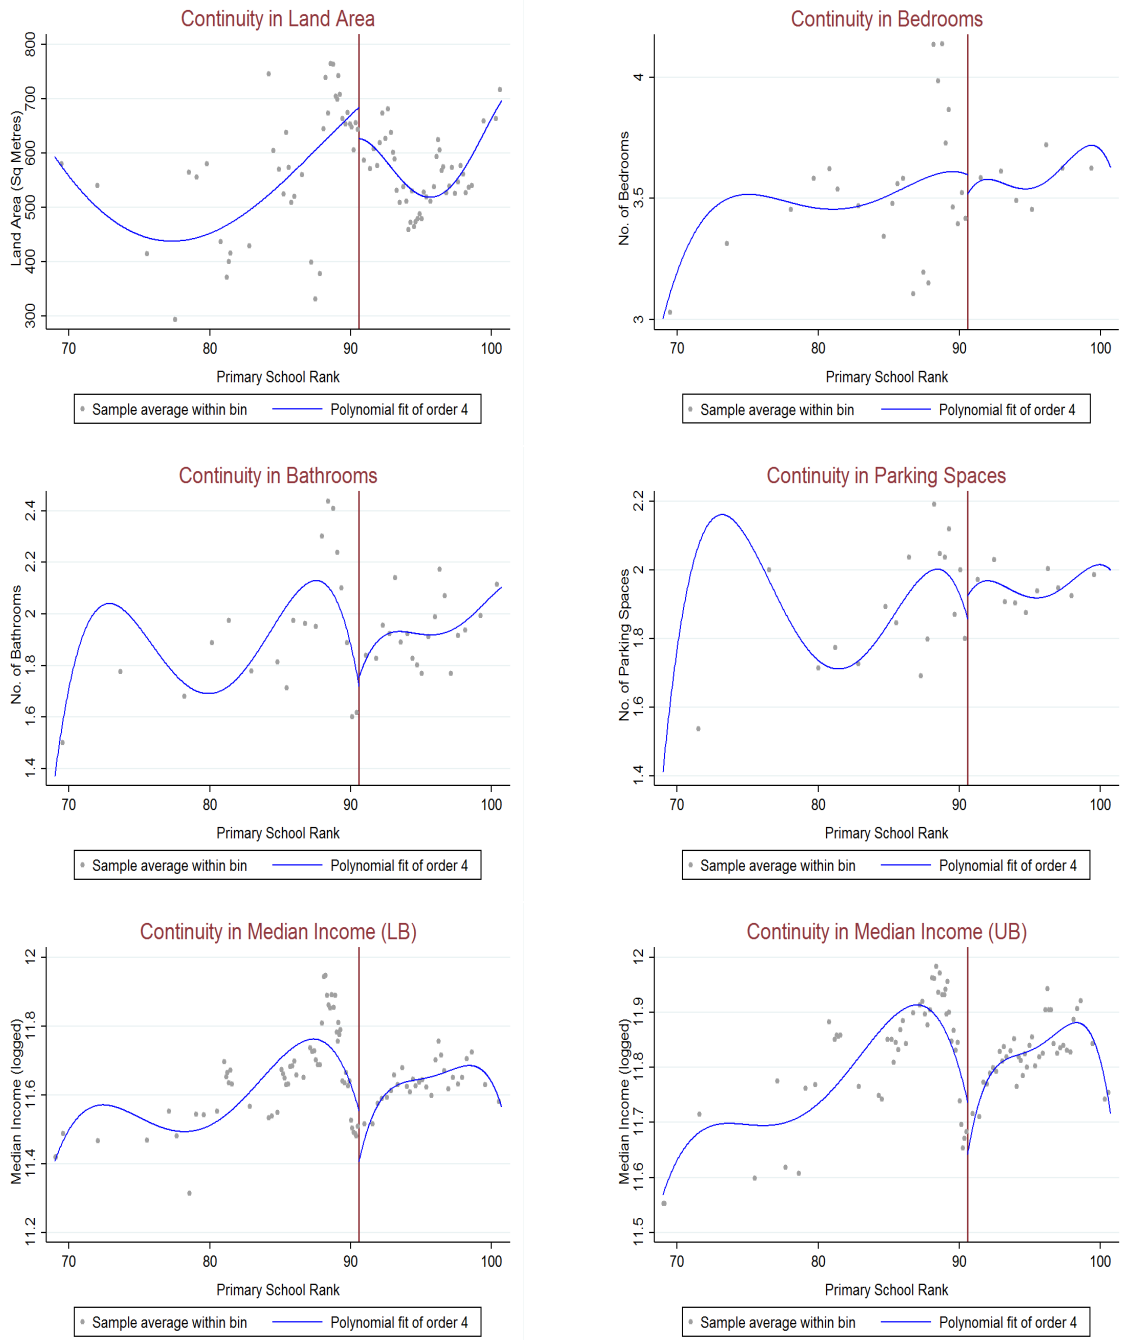 Continuity in Land Area
Land Area (Sq Metres)
800
700
600
500
400
300
70 80 90 100
Primary School Rank
Sample average within bin Polynomial fit of order 4
Continuity in Bedrooms
No. of Bedrooms
4
3.5
3
70 80 90 100
Primary School Rank
Sample average within bin Polynomial fit of order 4
Continuity in Bathrooms
No. of Bathrooms
2.4
2.2
2
1.8
1.6
1.4
70 80 90 100
Primary School Rank
Sample average within bin Polynomial fit of order 4
Continuity in Parking Spaces
No. of Parking Spaces
2.2
2
1.8
1.6
1.4
70 80 90 100
Primary School Rank
Sample average within bin Polynomial fit of order 4
Continuity in Median Income (LB)
Median Income (logged)
12
11.8
11.6
11.4
11.2
70 80 90 100
Primary School Rank
Sample average within bin Polynomial fit of order 4
Continuity in Median Income (UB)
Median Income (logged)
12
11.9
11.8
11.7
11.6
11.5
70 80 90 100
Primary School Rank
Sample average within bin Polynomial fit of order 4